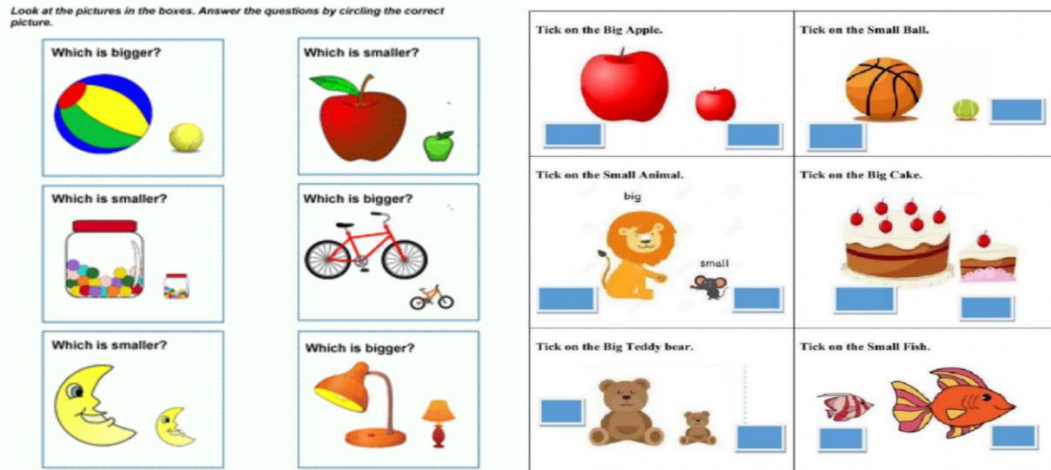 Look at the pictures in the boxes. Answer the questions by circling the correct
picture.
Which is bigger?
Which is smaller?
Which is smaller?
Which is bigger?
Which is smaller?
Which is bigger?
Tick on the Big Apple.
Tick on the Small Ball.
Tick on the Small Animal.
big
small
Tick on the Big Cake.
Tick on the Big Teddy bear.
Tick on the Small Fish.